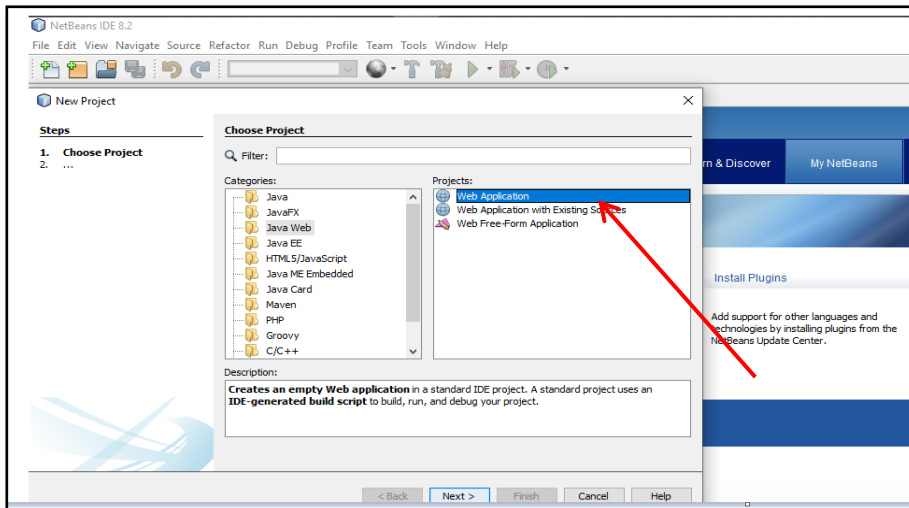 NetBeans IDE 8.2
File Edit View Navigate Source Refactor Run Debug Profile Team Tools Window Help
New Project
Steps
1. Choose Project
2. ...
Choose Project
Filter:
Categories:
Java
JavaFX
Java Web
Java EE
HTML5/JavaScript
Java ME Embedded
Java Card
Maven
PHP
Groovy
C/C++
Projects:
Web Application
Web Application with Existing Sources
Web Free-Form Application
Description:
Creates an empty Web application in a standard IDE project. A standard project uses an
IDE-generated build script to build, run, and debug your project.
< Back Next > Finish Cancel Help
rn & Discover My NetBeans
Install Plugins
Add support for other languages and
technologies by installing plugins from the
NetBeans Update Center.